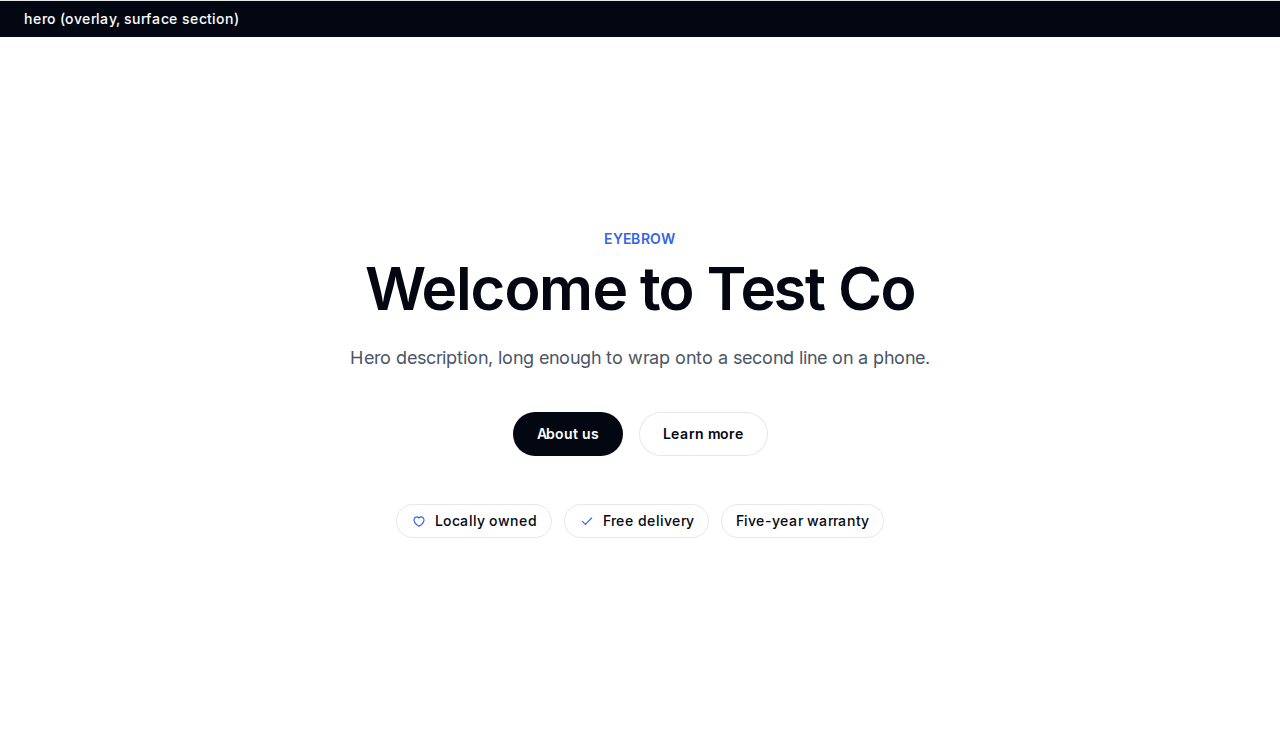 hero (overlay, surface section)
EYEBROW
Welcome to Test Co
Hero description, long enough to wrap onto a second line on a phone.
About us
Learn more
Locally owned
Free delivery
Five-year warranty